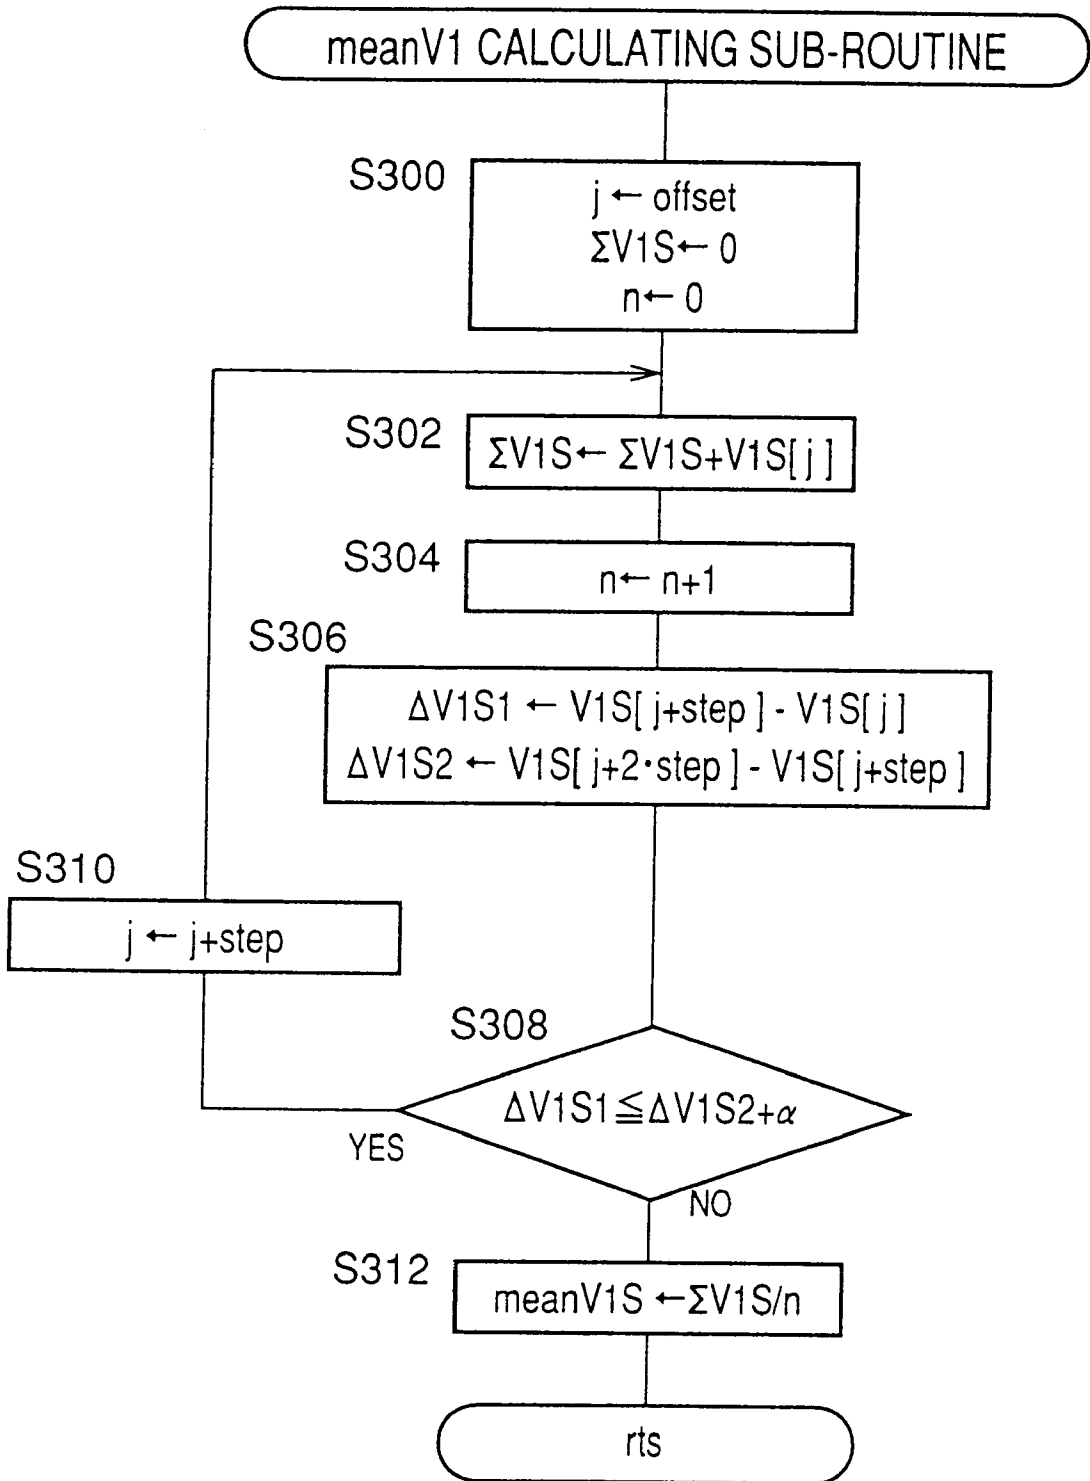 meanV1 CALCULATING SUB-ROUTINE
S300
j ← offset
ΣV1S← 0
n← 0
S302
ΣV1S← ΣV1S+V1S[ j ]
S304
n← n+1
S306
ΔV1S1 ← V1S[ j+step ] - V1S[ j ]
ΔV1S2 ← V1S[ j+2·step ] - V1S[ j+step ]
S310
j ← j+step
S308
ΔV1S1≦ΔV1S2+α
YES
NO
S312
meanV1S ←ΣV1S/n
rts